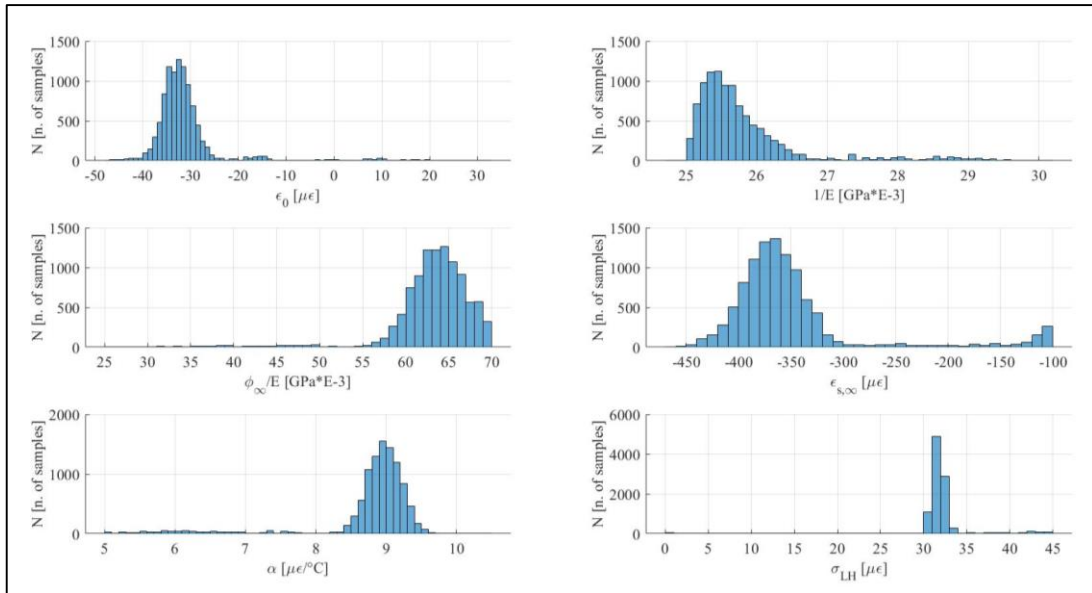 N [n. of samples]
1500
1000
500
0
-50 -40 -30 -20 -10 0 10 20 30
ϵ₀ [μϵ]
N [n. of samples]
1500
1000
500
0
25 26 27 28 29 30
1/E [GPa*E-3]
N [n. of samples]
1500
1000
500
0
25 30 35 40 45 50 55 60 65 70
ϕ∞/E [GPa*E-3]
N [n. of samples]
1500
1000
500
0
-450 -400 -350 -300 -250 -200 -150 -100
ϵs,∞ [μϵ]
N [n. of samples]
2000
1000
0
5 6 7 8 9 10
α [μϵ/°C]
N [n. of samples]
6000
4000
2000
0
0 5 10 15 20 25 30 35 40 45
σLH [μϵ]